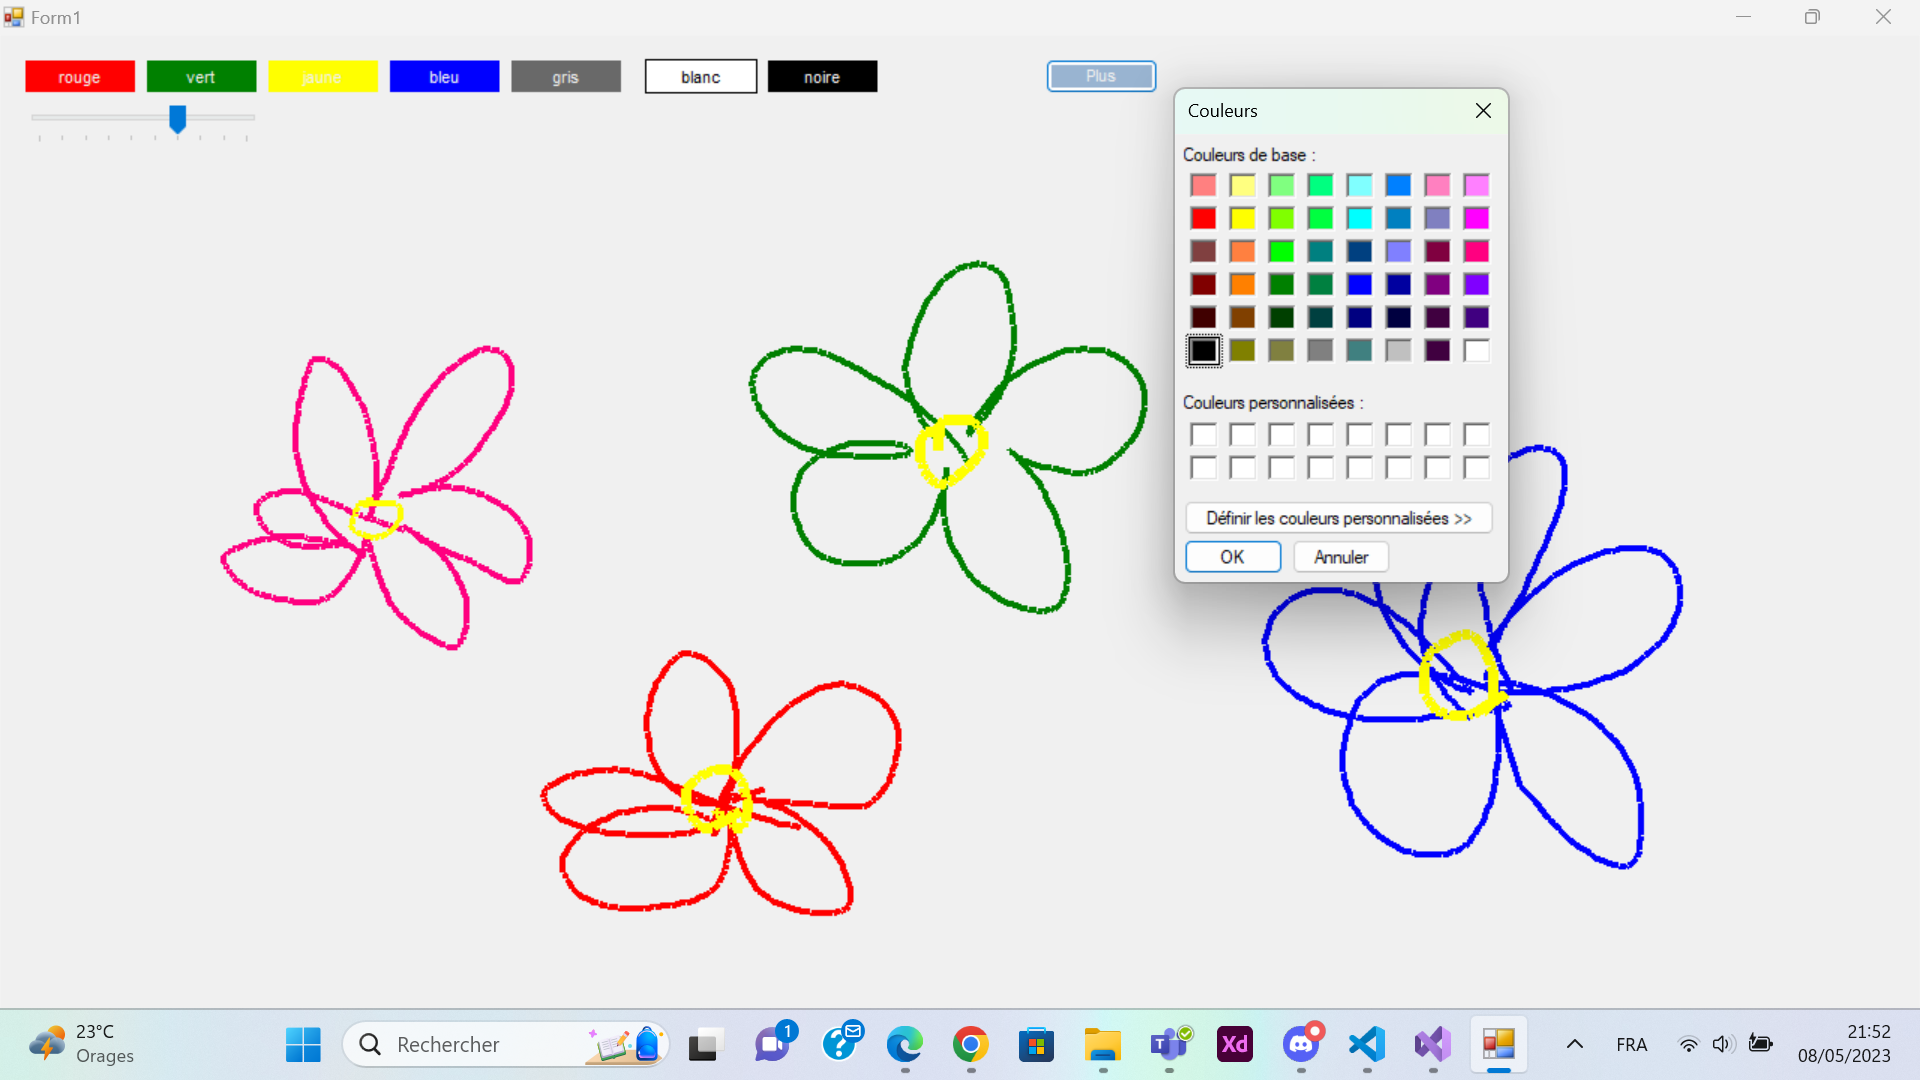 Form1
rouge vert jaune bleu gris blanc noire Plus
Couleurs
Couleurs de base :
Couleurs personnalisées :
Définir les couleurs personnalisées >>
OK Annuler
23°C
Orages
Rechercher
1
Xd
FRA
21:52
08/05/2023